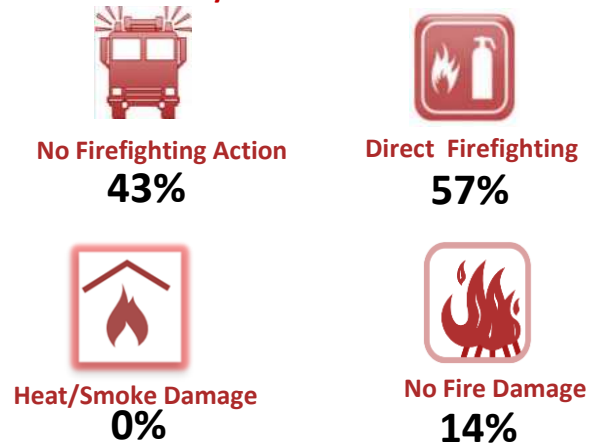 No Firefighting Action
43%
Direct Firefighting
57%
Heat/Smoke Damage
0%
No Fire Damage
14%